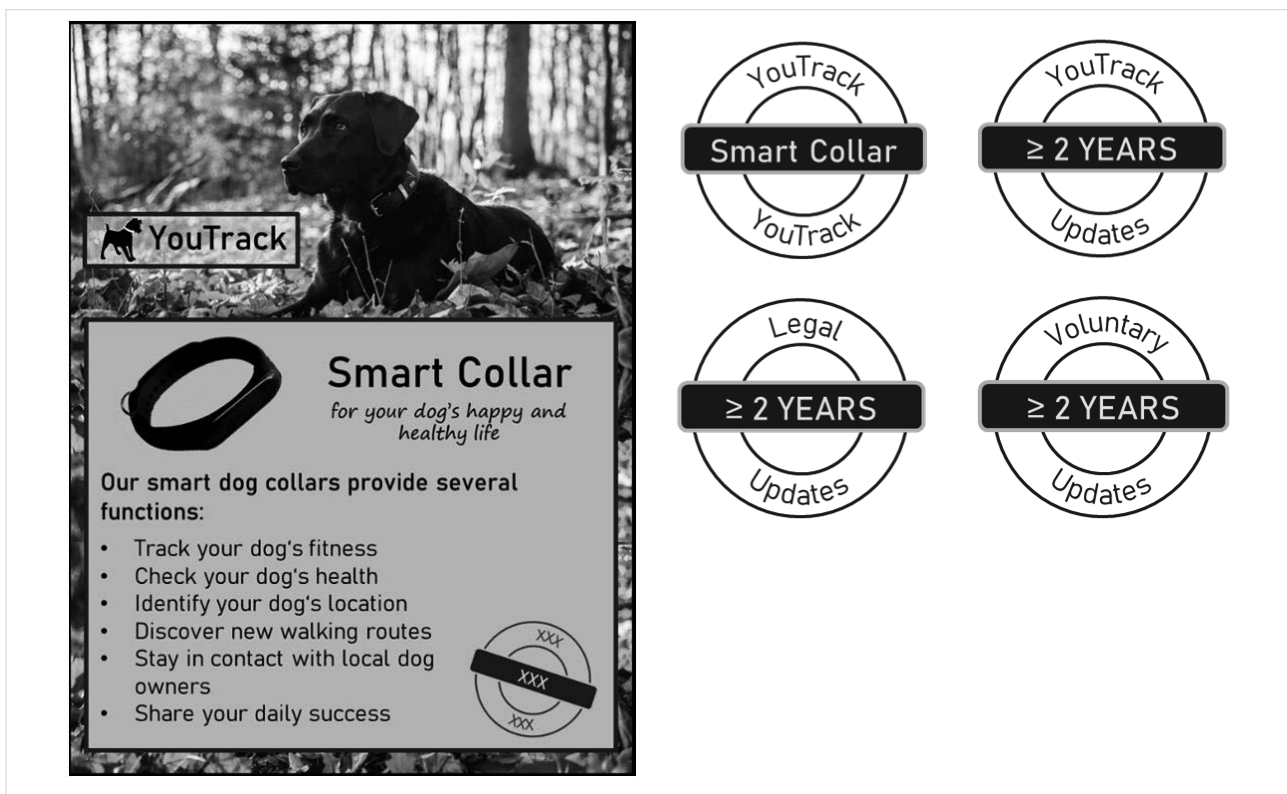 YouTrack
Smart Collar
for your dog's happy and
healthy life
Our smart dog collars provide several
functions:
• Track your dog‘s fitness
• Check your dog‘s health
• Identify your dog‘s location
• Discover new walking routes
• Stay in contact with local dog
owners
• Share your daily success
XXX
XXX
XXX
YouTrack
Smart Collar
YouTrack
YouTrack
≥ 2 YEARS
Updates
Legal
≥ 2 YEARS
Updates
Voluntary
≥ 2 YEARS
Updates